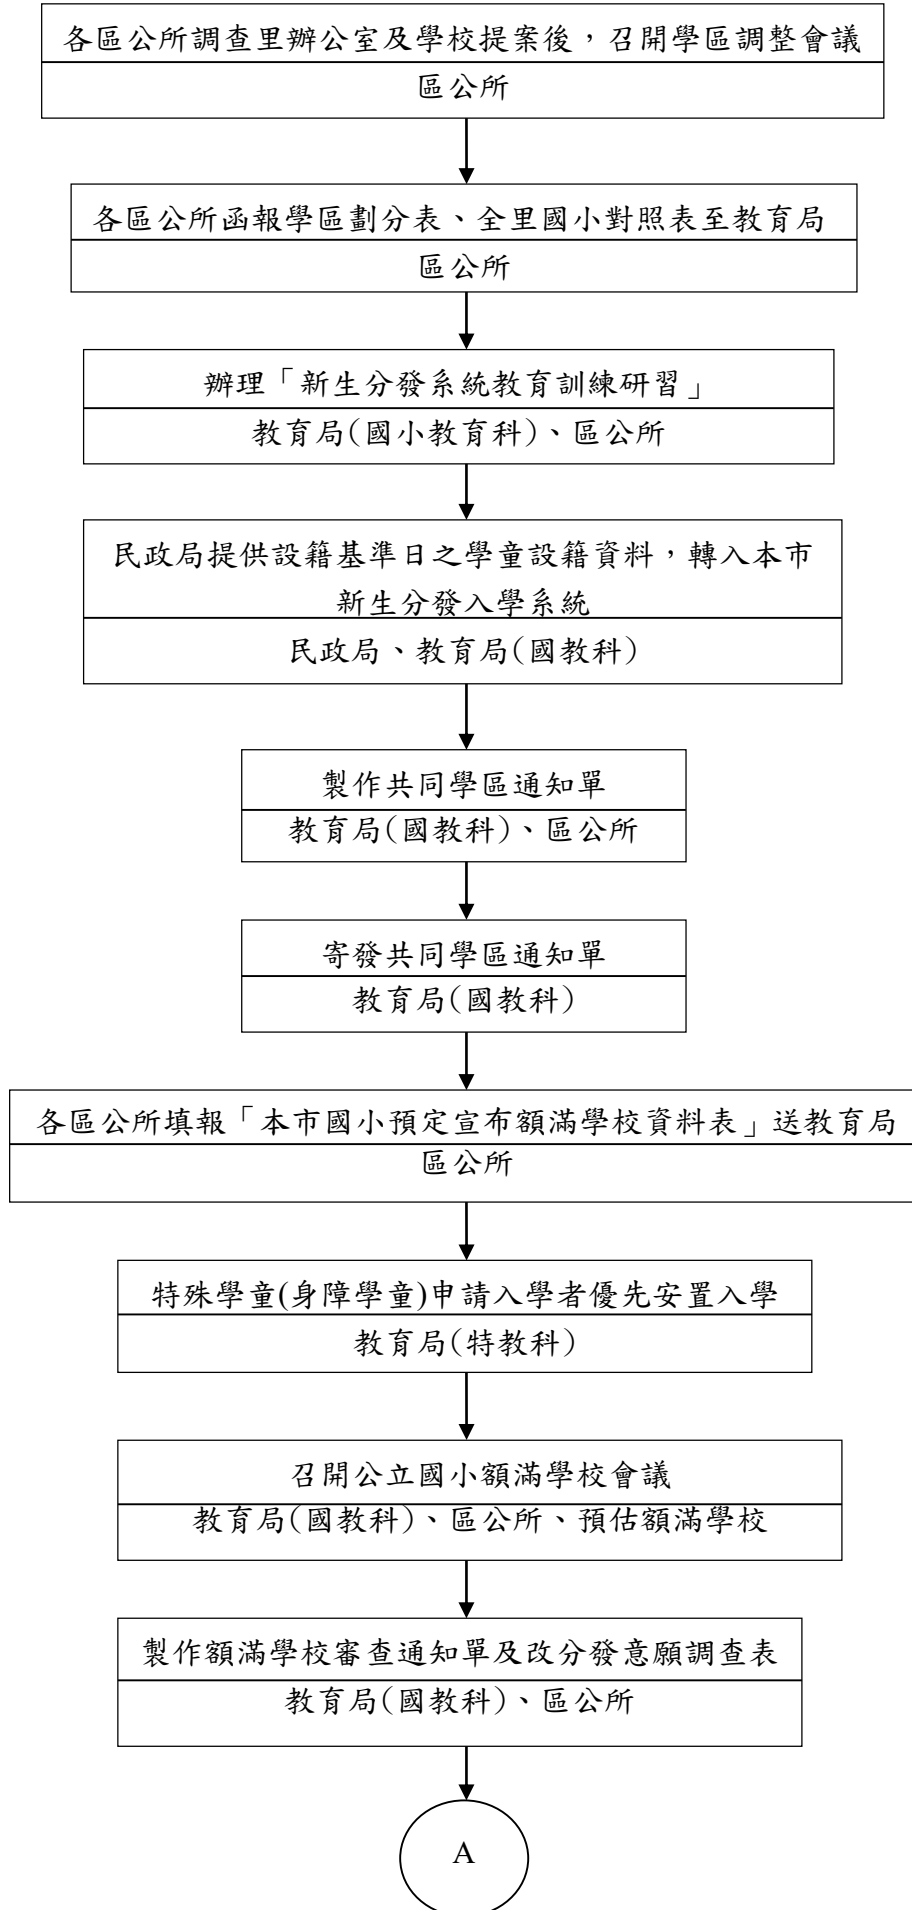 各區公所調查里辦公室及學校提案後，召開學區調整會議
區公所
各區公所函報學區劃分表、全里國小對照表至教育局
區公所
辦理「新生分發系統教育訓練研習」
教育局(國小教育科)、區公所
民政局提供設籍基準日之學童設籍資料，轉入本市
新生分發入學系統
民政局、教育局(國教科)
製作共同學區通知單
教育局(國教科)、區公所
寄發共同學區通知單
教育局(國教科)
各區公所填報「本市國小預定宣布額滿學校資料表」送教育局
區公所
特殊學童(身障學童)申請入學者優先安置入學
教育局(特教科)
召開公立國小額滿學校會議
教育局(國教科)、區公所、預估額滿學校
製作額滿學校審查通知單及改分發意願調查表
教育局(國教科)、區公所
A